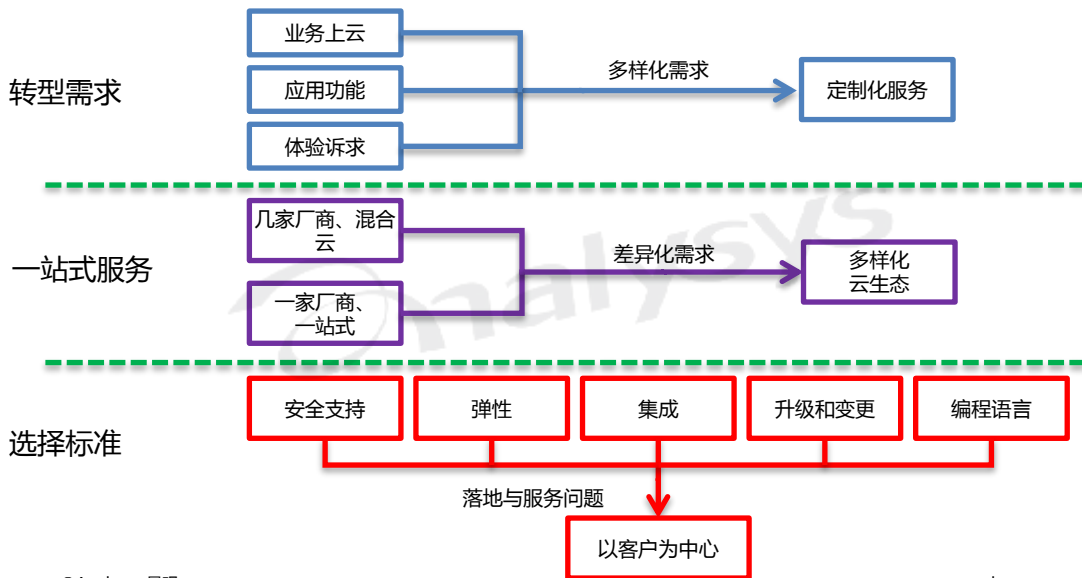 业务上云
转型需求
应用功能
多样化需求
定制化服务
体验诉求
几家厂商、混合
云
一站式服务
差异化需求
多样化
云生态
一家厂商、
一站式
analysys
安全支持
弹性
集成
升级和变更
编程语言
选择标准
落地与服务问题
以客户为中心